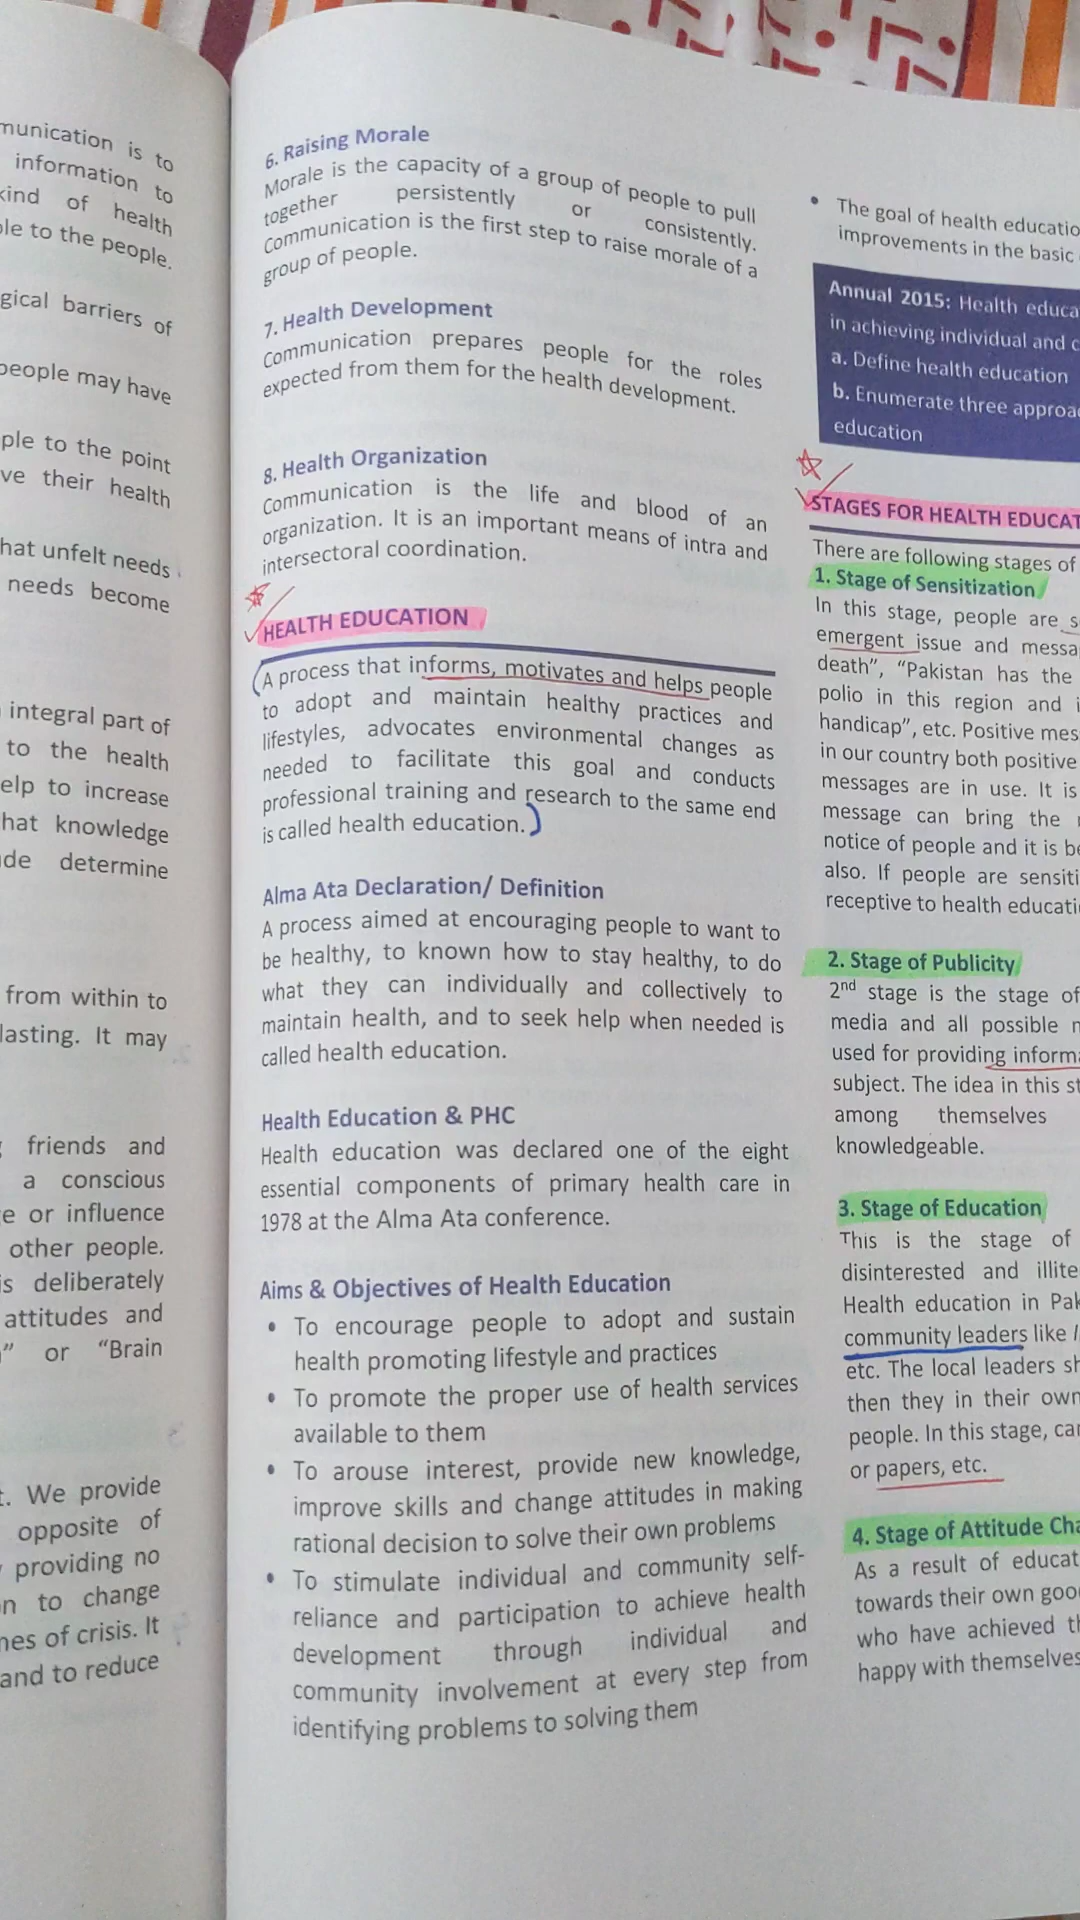 munication is to
information to
kind of health
ple to the people.
gical barriers of
people may have
ple to the point
ve their health
hat unfelt needs
needs become
integral part of
to the health
elp to increase
hat knowledge
determine
from within to
lasting. It may
friends and
a conscious
e or influence
other people.
is deliberately
attitudes and
" or "Brain
t. We provide
opposite of
providing no
n to change
nes of crisis. It
and to reduce
6. Raising Morale
Morale is the capacity of a group of people to pull
together persistently or consistently.
Communication is the first step to raise morale of a
group of people.
7. Health Development
Communication prepares people for the roles
expected from them for the health development.
8. Health Organization
Communication is the life and blood of an
organization. It is an important means of intra and
intersectoral coordination.
HEALTH EDUCATION
A process that informs, motivates and helps people
to adopt and maintain healthy practices and
lifestyles, advocates environmental changes as
needed to facilitate this goal and conducts
professional training and research to the same end
is called health education.
Alma Ata Declaration/ Definition
A process aimed at encouraging people to want to
be healthy, to known how to stay healthy, to do
what they can individually and collectively to
maintain health, and to seek help when needed is
called health education.
Health Education & PHC
Health education was declared one of the eight
essential components of primary health care in
1978 at the Alma Ata conference.
Aims & Objectives of Health Education
• To encourage people to adopt and sustain
health promoting lifestyle and practices
• To promote the proper use of health services
available to them
• To arouse interest, provide new knowledge,
improve skills and change attitudes in making
rational decision to solve their own problems
• To stimulate individual and community self-
reliance and participation to achieve health
development through individual and
community involvement at every step from
identifying problems to solving them
• The goal of health educatio
improvements in the basic
Annual 2015: Health educa
in achieving individual and c
a. Define health education
b. Enumerate three approa
education
STAGES FOR HEALTH EDUCAT
There are following stages of
1. Stage of Sensitization
In this stage, people are s
emergent issue and messa
death", "Pakistan has the
polio in this region and i
handicap", etc. Positive mes
in our country both positive
messages are in use. It is
message can bring the
notice of people and it is be
also. If people are sensiti
receptive to health educati
2. Stage of Publicity
2nd stage is the stage of
media and all possible
used for providing informa
subject. The idea in this st
among themselves
knowledgeable.
3. Stage of Education
This is the stage of
disinterested and illite
Health education in Pak
community leaders like
etc. The local leaders sh
then they in their own
people. In this stage, ca
or papers, etc.
4. Stage of Attitude Cha
As a result of educat
towards their own goo
who have achieved th
happy with themselves